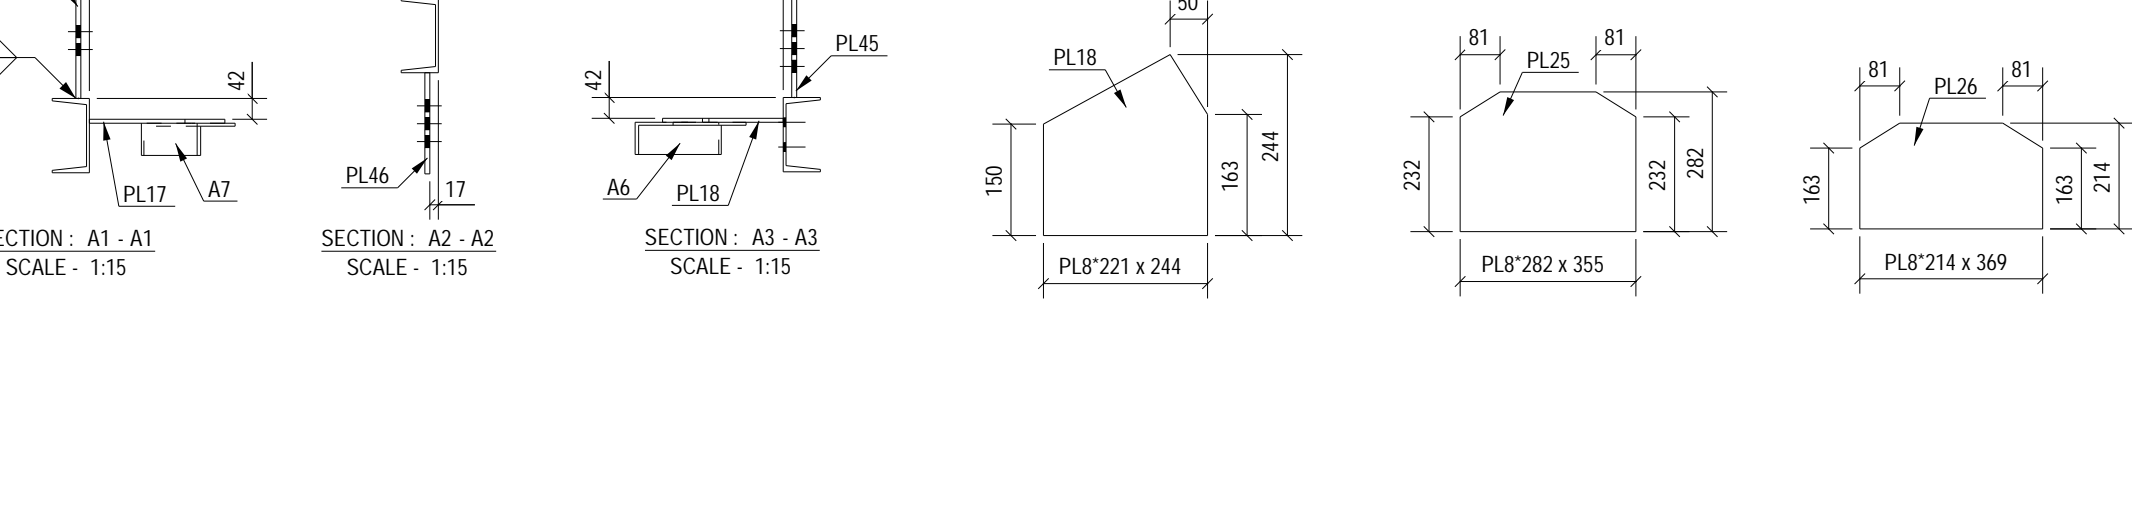 42
PL17
A7
SECTION : A1 - A1
SCALE - 1:15
PL46
17
SECTION : A2 - A2
SCALE - 1:15
42
PL45
A6
PL18
SECTION : A3 - A3
SCALE - 1:15
50
PL18
150
163
244
PL8*221 x 244
81
81
PL25
232
232
282
PL8*282 x 355
81
81
PL26
163
163
214
PL8*214 x 369